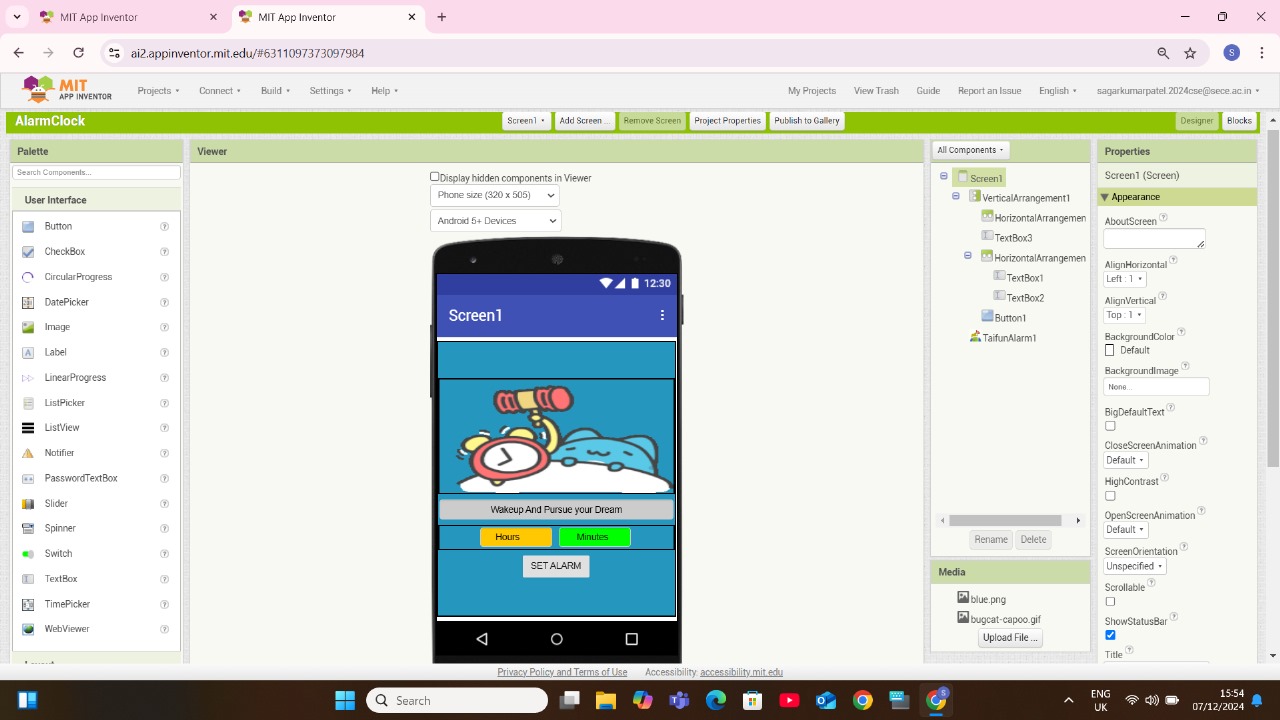 MIT App Inventor
MIT App Inventor
ai2.appinventor.mit.edu/#6311097373097984
S
MIT
APP INVENTOR
Projects
Connect
Build
Settings
Help
My Projects
View Trash
Guide
Report an Issue
English
sagarkumarpatel.2024cse@sece.ac.in
AlarmClock
Screen1
Add Screen ...
Remove Screen
Project Properties
Publish to Gallery
Designer
Blocks
Palette
Search Components...
User Interface
Button
CheckBox
CircularProgress
DatePicker
Image
Label
LinearProgress
ListPicker
ListView
Notifier
PasswordTextBox
Slider
Spinner
Switch
TextBox
TimePicker
WebViewer
Viewer
Display hidden components in Viewer
Phone size (320 x 505)
Android 5+ Devices
12:30
Screen1
Wakeup And Pursue your Dream
Hours
Minutes
SET ALARM
All Components
Screen1
VerticalArrangement1
HorizontalArrangemen
TextBox3
HorizontalArrangemen
TextBox1
TextBox2
Button1
TaifunAlarm1
Rename
Delete
Media
blue.png
bugcat-capoo.gif
Upload File ...
Properties
Screen1 (Screen)
Appearance
AboutScreen
AlignHorizontal
Left : 1
AlignVertical
Top : 1
BackgroundColor
Default
BackgroundImage
None...
BigDefaultText
CloseScreenAnimation
Default
HighContrast
OpenScreenAnimation
Default
ScreenOrientation
Unspecified
Scrollable
ShowStatusBar
Title
Privacy Policy and Terms of Use
Accessibility: accessibility.mit.edu
Search
ENG
UK
15:54
07/12/2024